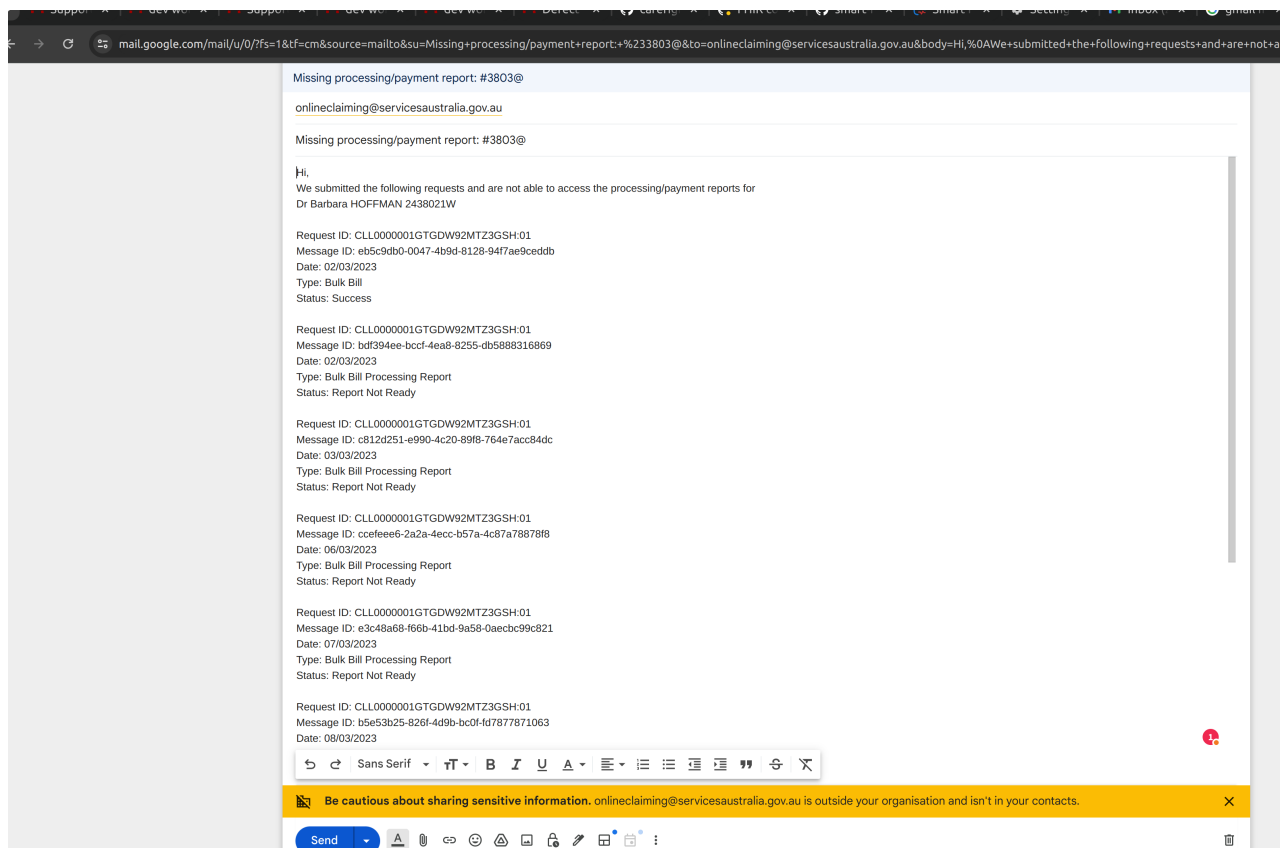 mail.google.com/mail/u/0/?fs=1&tf=cm&source=mailto&su=Missing+processing/payment+report:+%233803@&to=onlineclaiming@servicesaustralia.gov.au&body=Hi,%0AWe+submitted+the+following+requests+and+are+not+a
Missing processing/payment report: #3803@
onlineclaiming@servicesaustralia.gov.au
Missing processing/payment report: #3803@
Hi,
We submitted the following requests and are not able to access the processing/payment reports for
Dr Barbara HOFFMAN 2438021W
Request ID: CLL0000001GTGDW92MTZ3GSH:01
Message ID: eb5c9db0-0047-4b9d-8128-94f7ae9ceddb
Date: 02/03/2023
Type: Bulk Bill
Status: Success
Request ID: CLL0000001GTGDW92MTZ3GSH:01
Message ID: bdf394ee-bccf-4ea8-8255-db5888316869
Date: 02/03/2023
Type: Bulk Bill Processing Report
Status: Report Not Ready
Request ID: CLL0000001GTGDW92MTZ3GSH:01
Message ID: c812d251-e990-4c20-89f8-764e7acc84dc
Date: 03/03/2023
Type: Bulk Bill Processing Report
Status: Report Not Ready
Request ID: CLL0000001GTGDW92MTZ3GSH:01
Message ID: ccefeee6-2a2a-4ecc-b57a-4c87a78878f8
Date: 06/03/2023
Type: Bulk Bill Processing Report
Status: Report Not Ready
Request ID: CLL0000001GTGDW92MTZ3GSH:01
Message ID: e3c48a68-f66b-41bd-9a58-0aecbc99c821
Date: 07/03/2023
Type: Bulk Bill Processing Report
Status: Report Not Ready
Request ID: CLL0000001GTGDW92MTZ3GSH:01
Message ID: b5e53b25-826f-4d9b-bc0f-fd7877871063
Date: 08/03/2023
1
Sans Serif
Be cautious about sharing sensitive information. onlineclaiming@servicesaustralia.gov.au is outside your organisation and isn't in your contacts.
Send